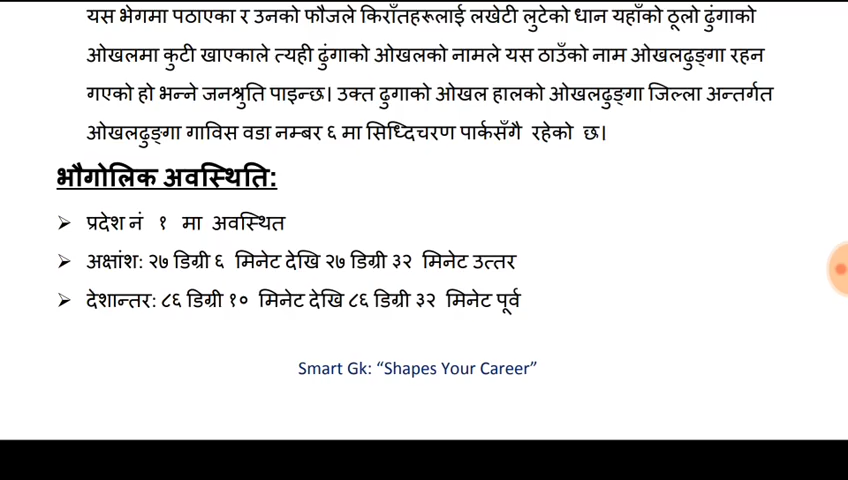 यस भेगमा पठाएका र उनको फौजले किराँतहरूलाई लखेटी लुटेको धान यहाँको ठूलो ढुंगाको
ओखलमा कुटी खाएकाले त्यही ढुंगाको ओखलको नामले यस ठाउँको नाम ओखलढुङ्गा रहन
गएको हो भन्ने जनश्रुति पाइन्छ। उक्त ढुगाको ओखल हालको ओखलढुङ्गा जिल्ला अन्तर्गत
ओखलढुङ्गा गाविस वडा नम्बर ६ मा सिध्दिचरण पार्कसँगै रहेको छ।
भौगोलिक अवस्थिति:
➢ प्रदेश नं १ मा अवस्थित
➢ अक्षांश: २७ डिग्री ६ मिनेट देखि २७ डिग्री ३२ मिनेट उत्तर
➢ देशान्तर: ८६ डिग्री १० मिनेट देखि ८६ डिग्री ३२ मिनेट पूर्व
Smart Gk: “Shapes Your Career”